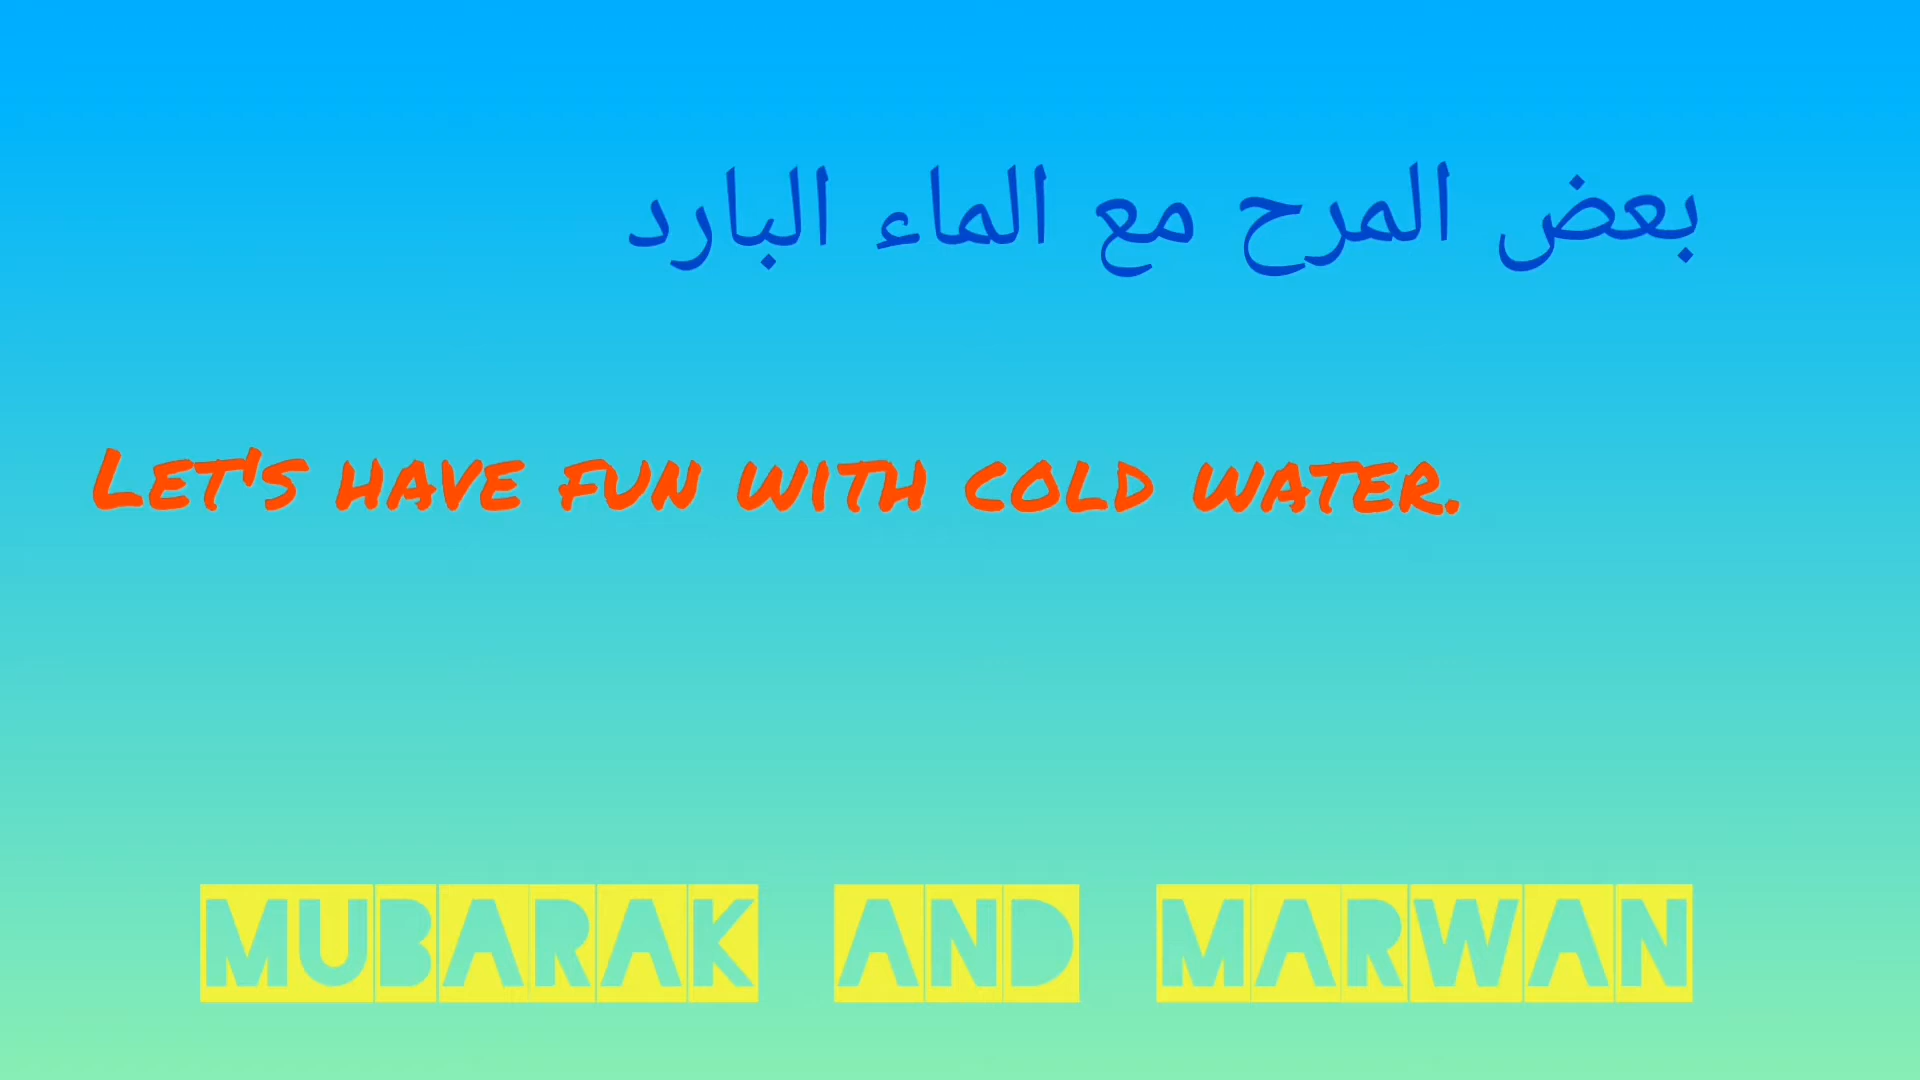 بعض المرح مع الماء البارد
Let's have fun with cold water.
MUBARAK AND MARWAN